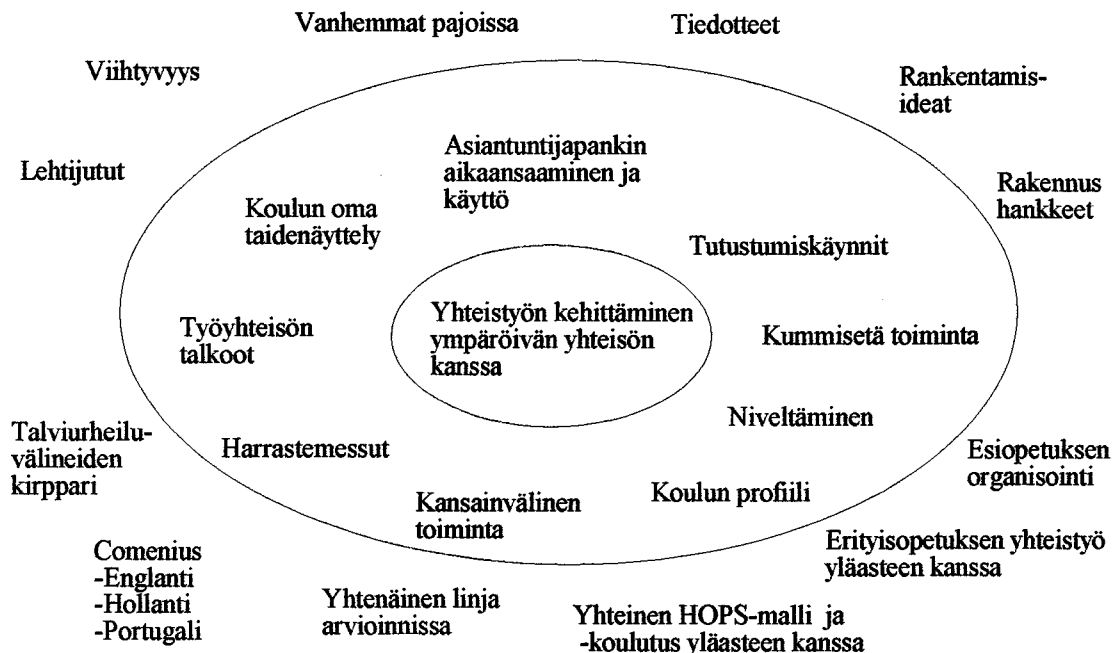 Vanhemmat pajoissa
Tiedotteet
Viihtyvyys
Rankentamis-
ideat
Lehtijutut
Asiantuntijapankin
aikaansaaminen ja
käyttö
Rakennus
hankkeet
Koulun oma
taidenäyttely
Tutustumiskäynnit
Työyhteisön
talkoot
Yhteistyön kehittäminen
ympäröivän yhteisön
kanssa
Kummisetä toiminta
Talviurheilu-
välineiden
kirppari
Harrastemessut
Niveltäminen
Esiopetuksen
organisointi
Kansainvälinen
toiminta
Koulun profiili
Comenius
-Englanti
-Hollanti
-Portugali
Yhtenäinen linja
arvioinnissa
Yhteinen HOPS-malli ja
-koulutus yläasteen kanssa
Erityisopetuksen yhteistyö
yläasteen kanssa